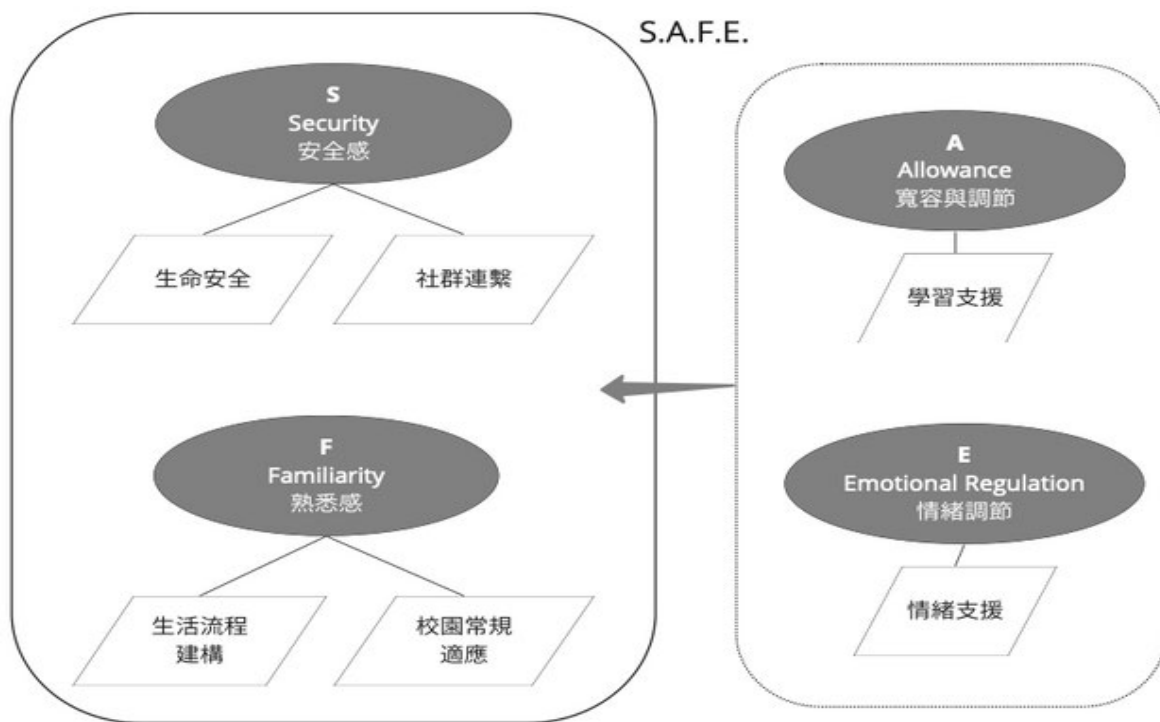 S.A.F.E.
S
Security
安全感
生命安全
社群連繫
F
Familiarity
熟悉感
生活流程
建構
校園常規
適應
A
Allowance
寬容與調節
學習支援
E
Emotional Regulation
情緒調節
情緒支援